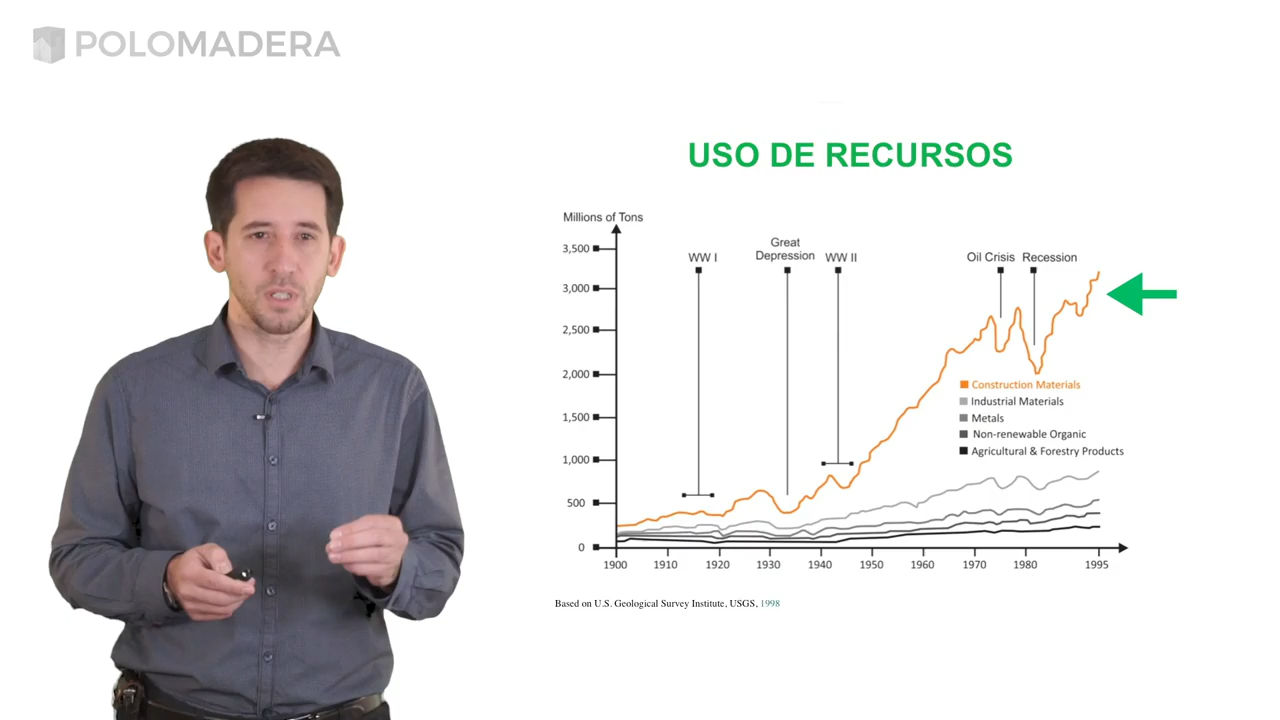 POLOMADERA
USO DE RECURSOS
Millions of Tons
3,500
3,000
2,500
2,000
1,500
1,000
500
0
WW I
Great
Depression
WW II
Oil Crisis
Recession
Construction Materials
Industrial Materials
Metals
Non-renewable Organic
Agricultural & Forestry Products
1900 1910 1920 1930 1940 1950 1960 1970 1980 1995
Based on U.S. Geological Survey Institute, USGS, 1998